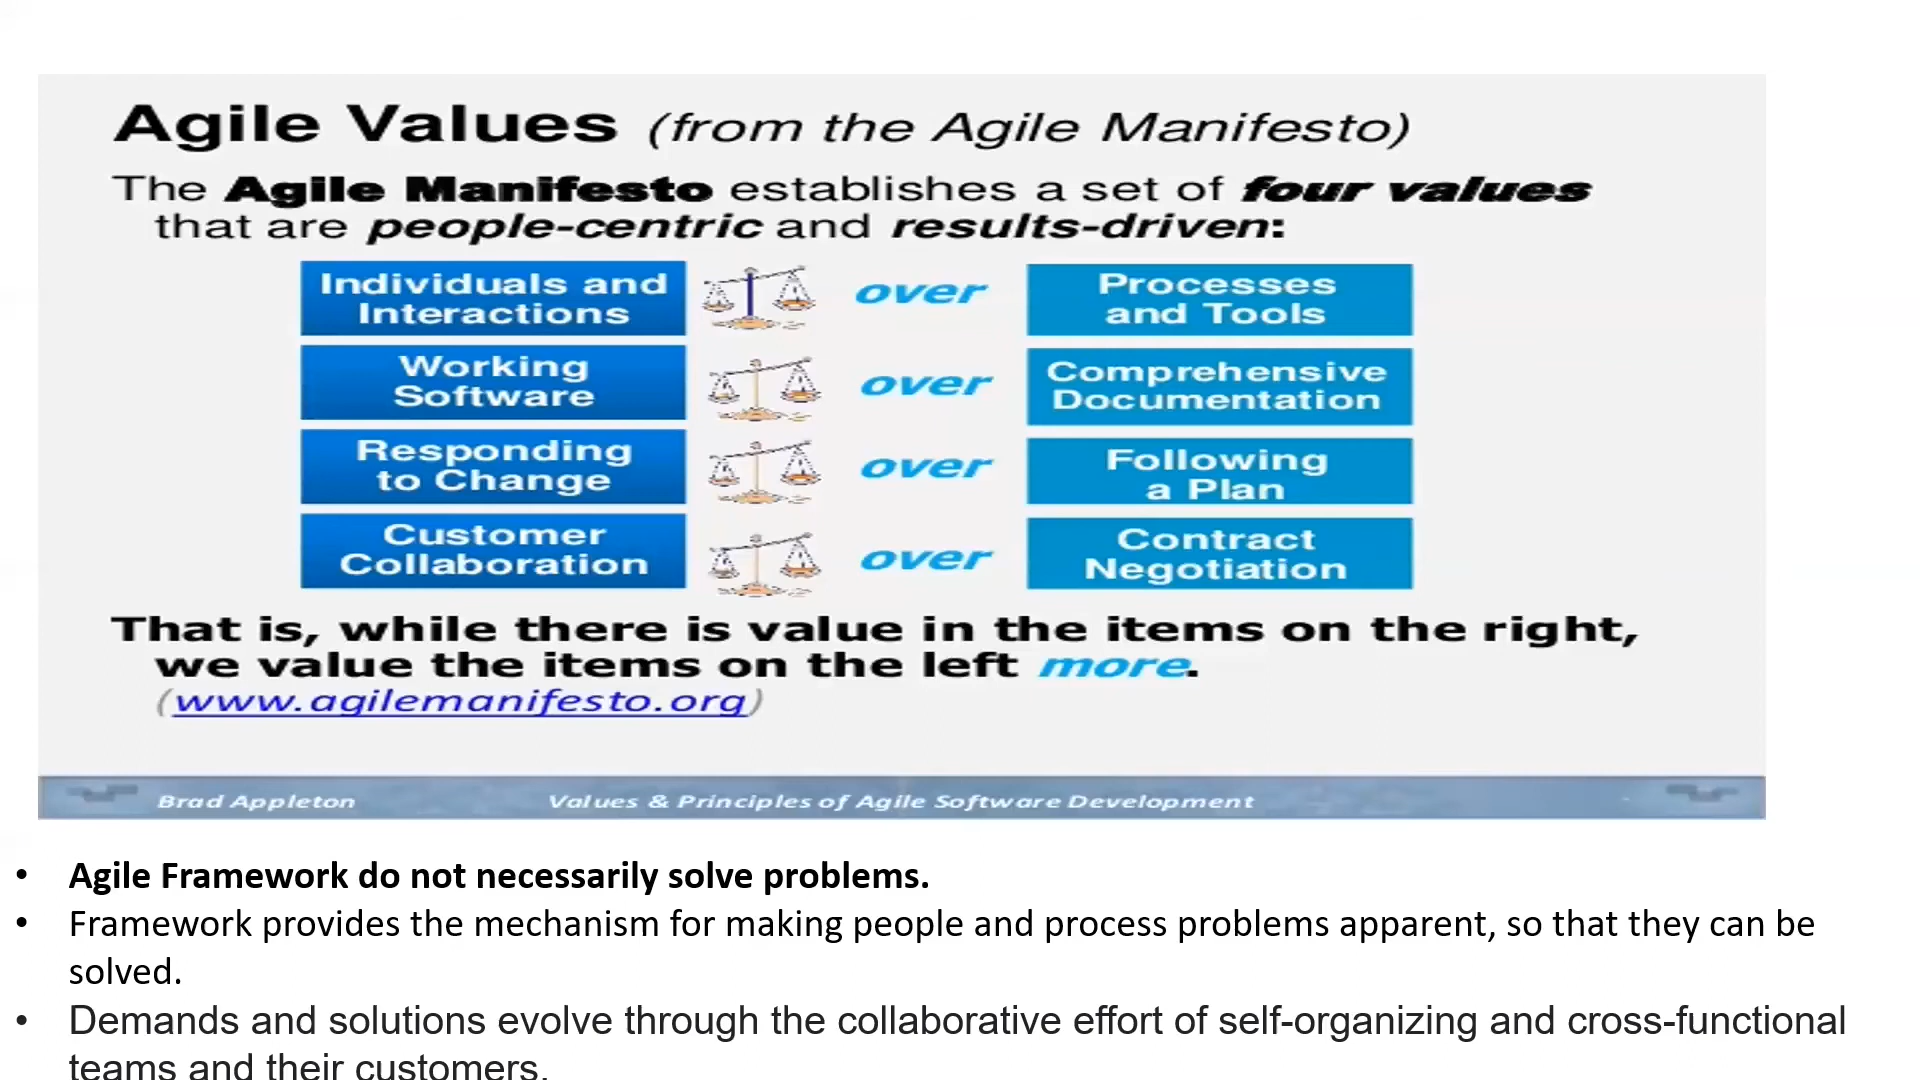 Agile Values (from the Agile Manifesto)
The Agile Manifesto establishes a set of four values
that are people-centric and results-driven:
Individuals and
Interactions
over
Processes
and Tools
Working
Software
over
Comprehensive
Documentation
Responding
to Change
over
Following
a Plan
Customer
Collaboration
over
Contract
Negotiation
That is, while there is value in the items on the right,
we value the items on the left more.
(www.agilemanifesto.org)
Brad Appleton
Values & Principles of Agile Software Development
• Agile Framework do not necessarily solve problems.
• Framework provides the mechanism for making people and process problems apparent, so that they can be
solved.
• Demands and solutions evolve through the collaborative effort of self-organizing and cross-functional
teams and their customers.